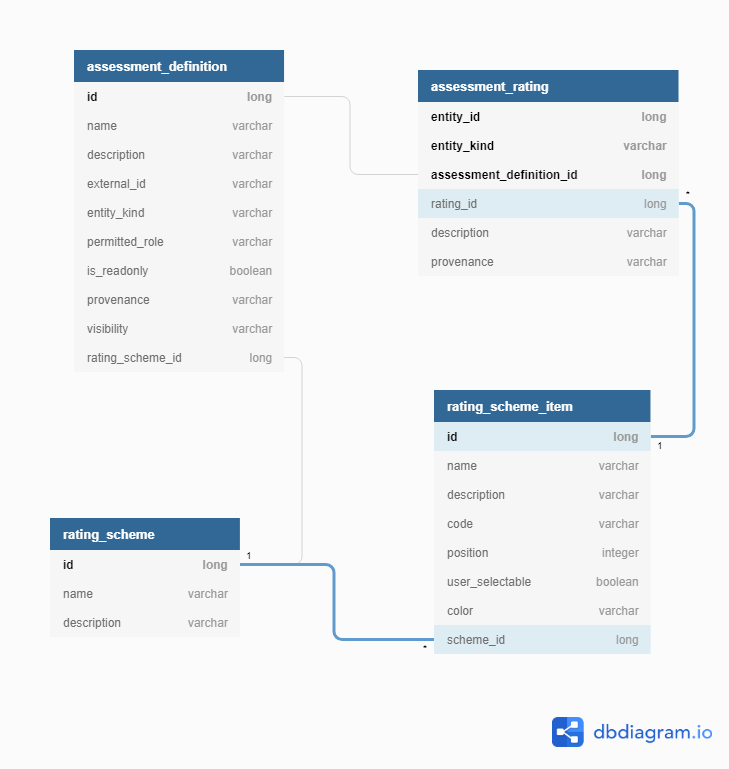 assessment_definition
id long
name varchar
description varchar
external_id varchar
entity_kind varchar
permitted_role varchar
is_readonly boolean
provenance varchar
visibility varchar
rating_scheme_id long
assessment_rating
entity_id long
entity_kind varchar
assessment_definition_id long
rating_id long
description varchar
provenance varchar
*
rating_scheme_item
id long
1
name varchar
description varchar
code varchar
position integer
user_selectable boolean
color varchar
scheme_id long
*
rating_scheme
1
id long
name varchar
description varchar
dbdiagram.io